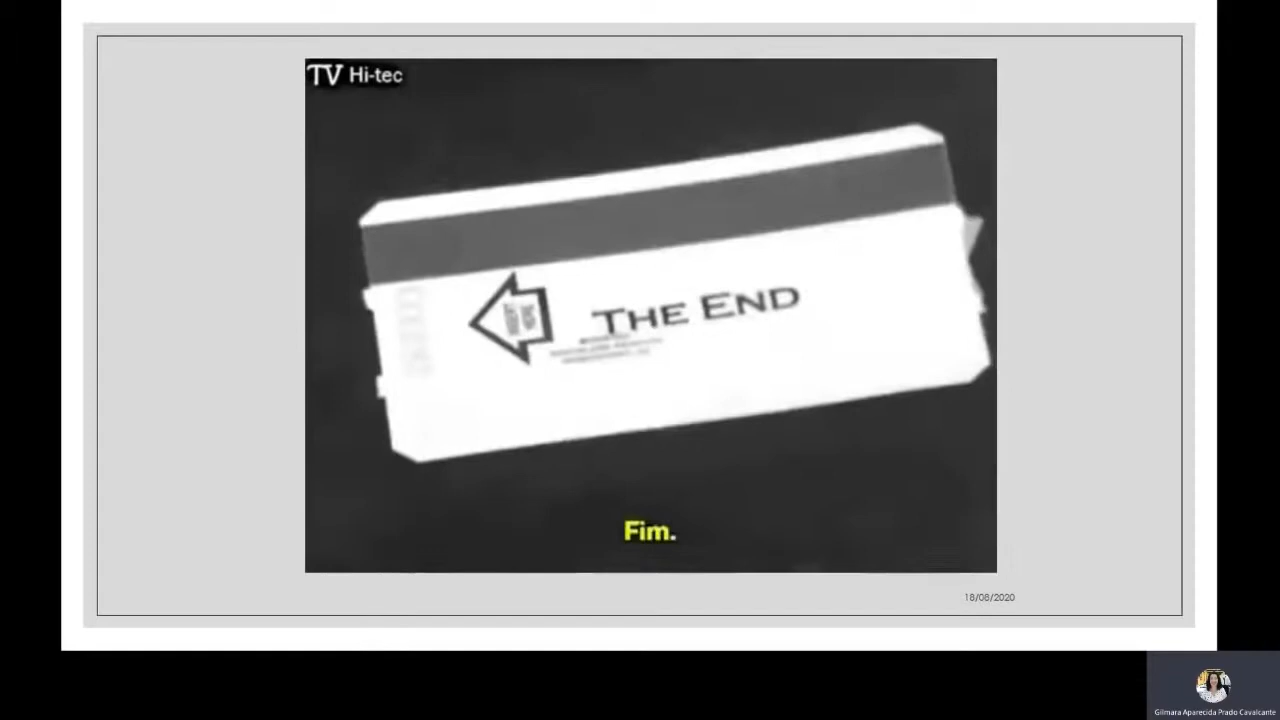 TV Hi-tec
THE END
Fim.
18/08/2020
Gilmara Aparecida Prado Cavalcante